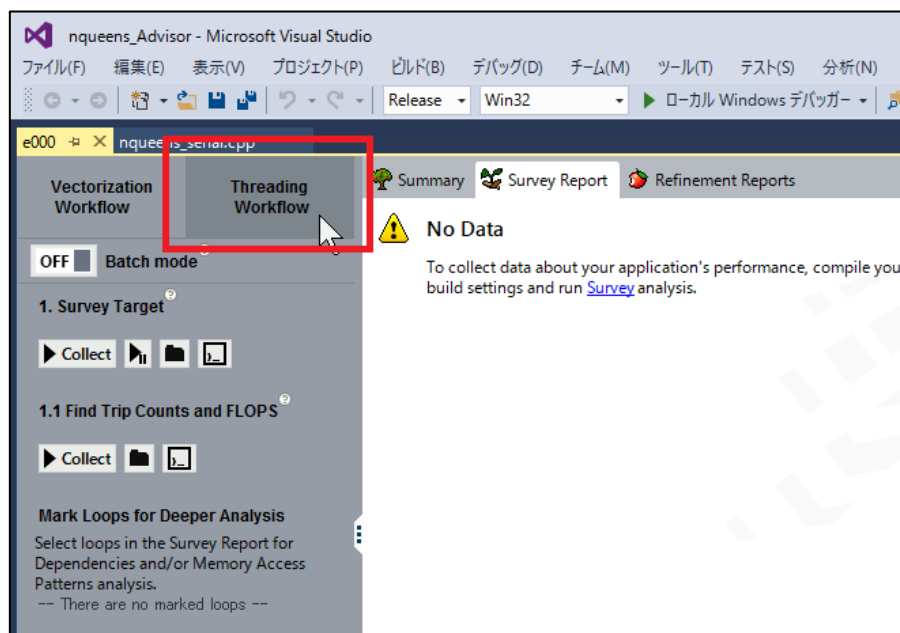 nqueens_Advisor - Microsoft Visual Studio
ファイル(F) 編集(E) 表示(V) プロジェクト(P) ビルド(B) デバッグ(D) チーム(M) ツール(T) テスト(S) 分析(N)
Release Win32 ローカル Windows デバッガー
e000 nqueens_serial.cpp
Vectorization
Workflow
Threading
Workflow
Summary Survey Report Refinement Reports
OFF Batch mode
No Data
To collect data about your application's performance, compile you
build settings and run Survey analysis.
1. Survey Target
Collect
1.1 Find Trip Counts and FLOPS
Collect
Mark Loops for Deeper Analysis
Select loops in the Survey Report for
Dependencies and/or Memory Access
Patterns analysis.
-- There are no marked loops --